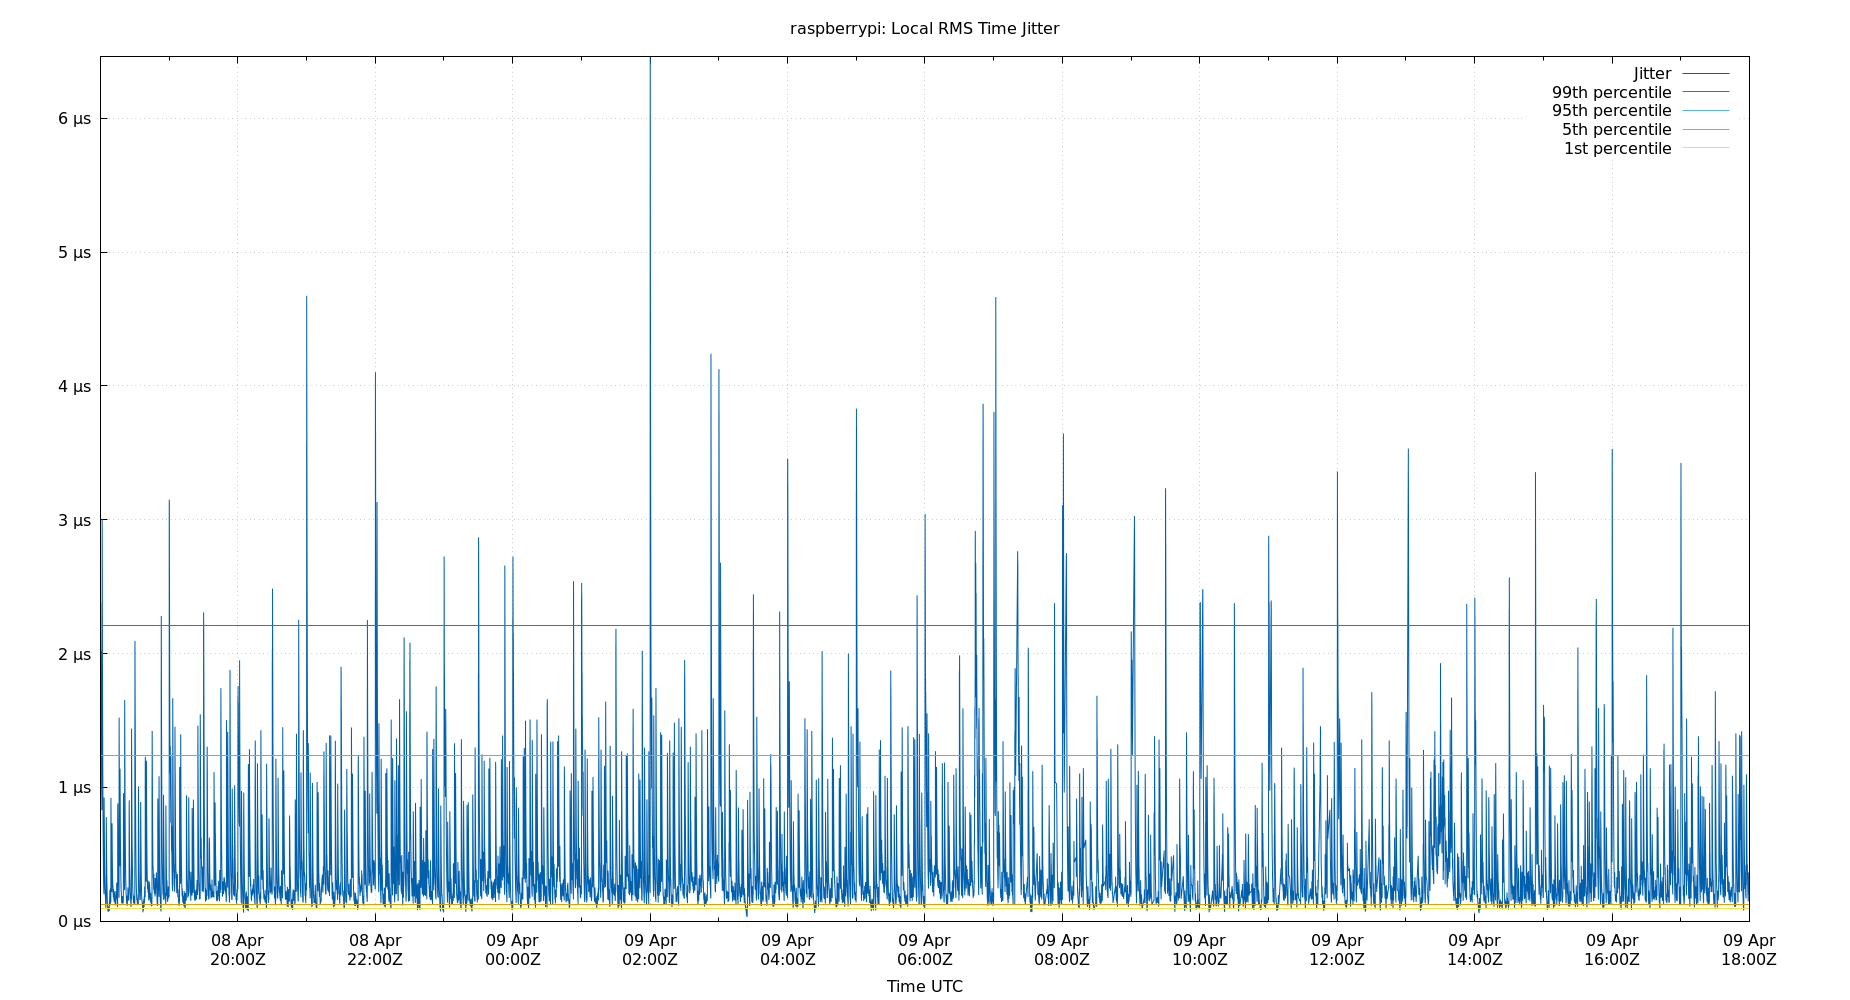 raspberrypi: Local RMS Time Jitter
Jitter
99th percentile
95th percentile
5th percentile
1st percentile
6 µs
5 µs
4 µs
3 µs
2 µs
1 µs
0 µs
08 Apr 08 Apr 09 Apr 09 Apr 09 Apr 09 Apr 09 Apr 09 Apr 09 Apr 09 Apr 09 Apr 09 Apr
20:00Z 22:00Z 00:00Z 02:00Z 04:00Z 06:00Z 08:00Z 10:00Z 12:00Z 14:00Z 16:00Z 18:00Z
Time UTC